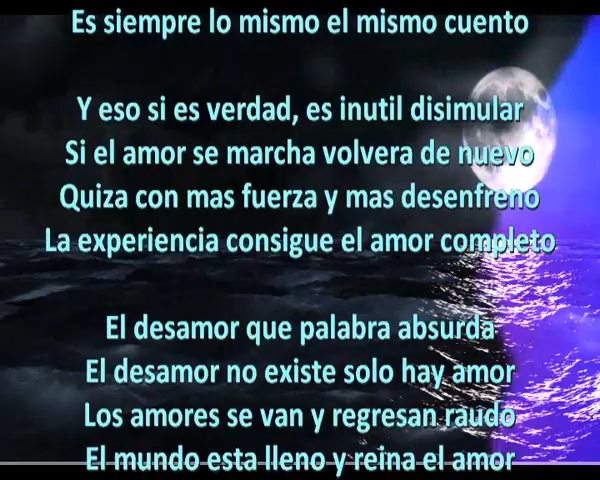 Es siempre lo mismo el mismo cuento
Y eso si es verdad, es inutil disimular
Si el amor se marcha volvera de nuevo
Quiza con mas fuerza y mas desenfreno
La experiencia consigue el amor completo
El desamor que palabra absurda
El desamor no existe solo hay amor
Los amores se van y regresan raudo
El mundo esta lleno y reina el amor